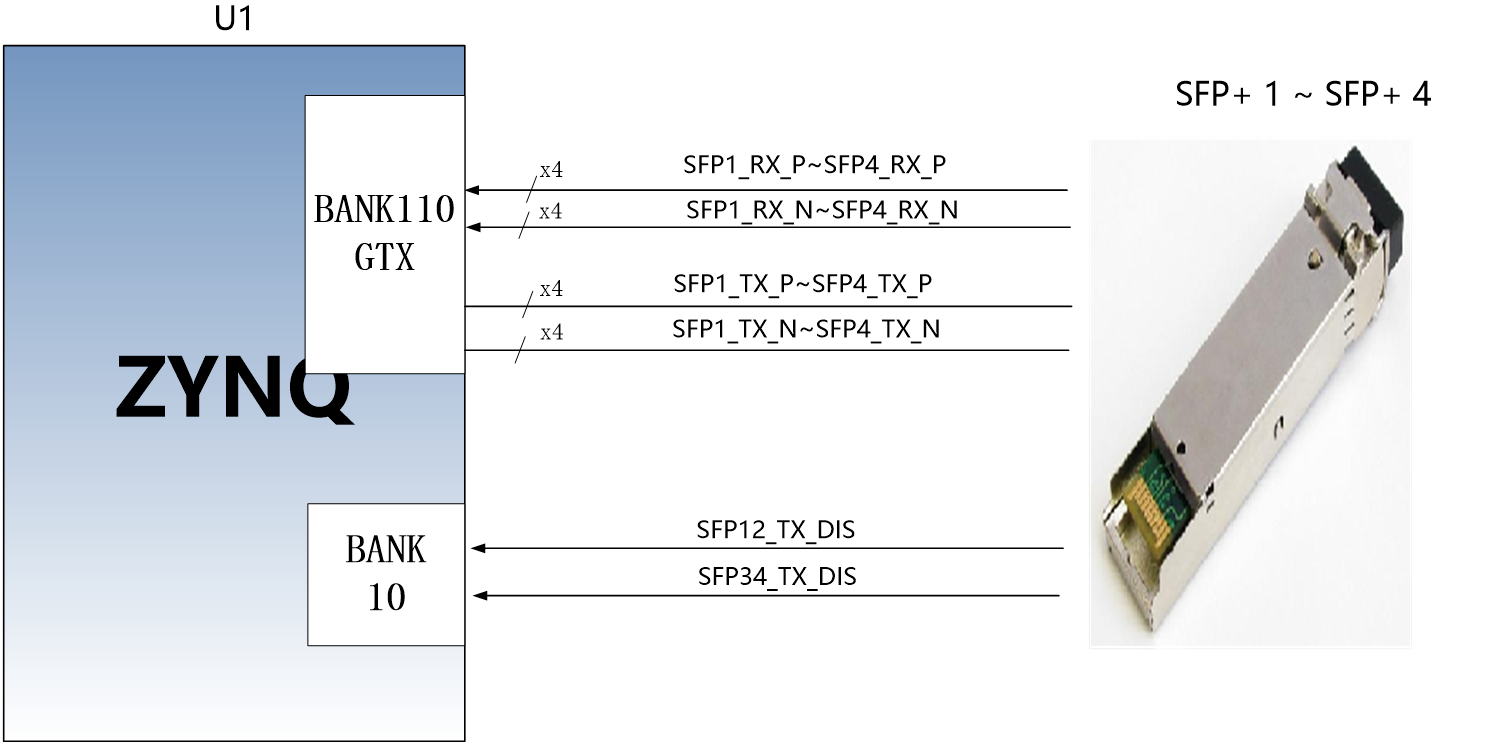 U1
SFP+ 1 ~ SFP+ 4
x4
SFP1_RX_P~SFP4_RX_P
x4
SFP1_RX_N~SFP4_RX_N
BANK110
GTX
x4
SFP1_TX_P~SFP4_TX_P
x4
SFP1_TX_N~SFP4_TX_N
ZYNQ
BANK
10
SFP12_TX_DIS
SFP34_TX_DIS